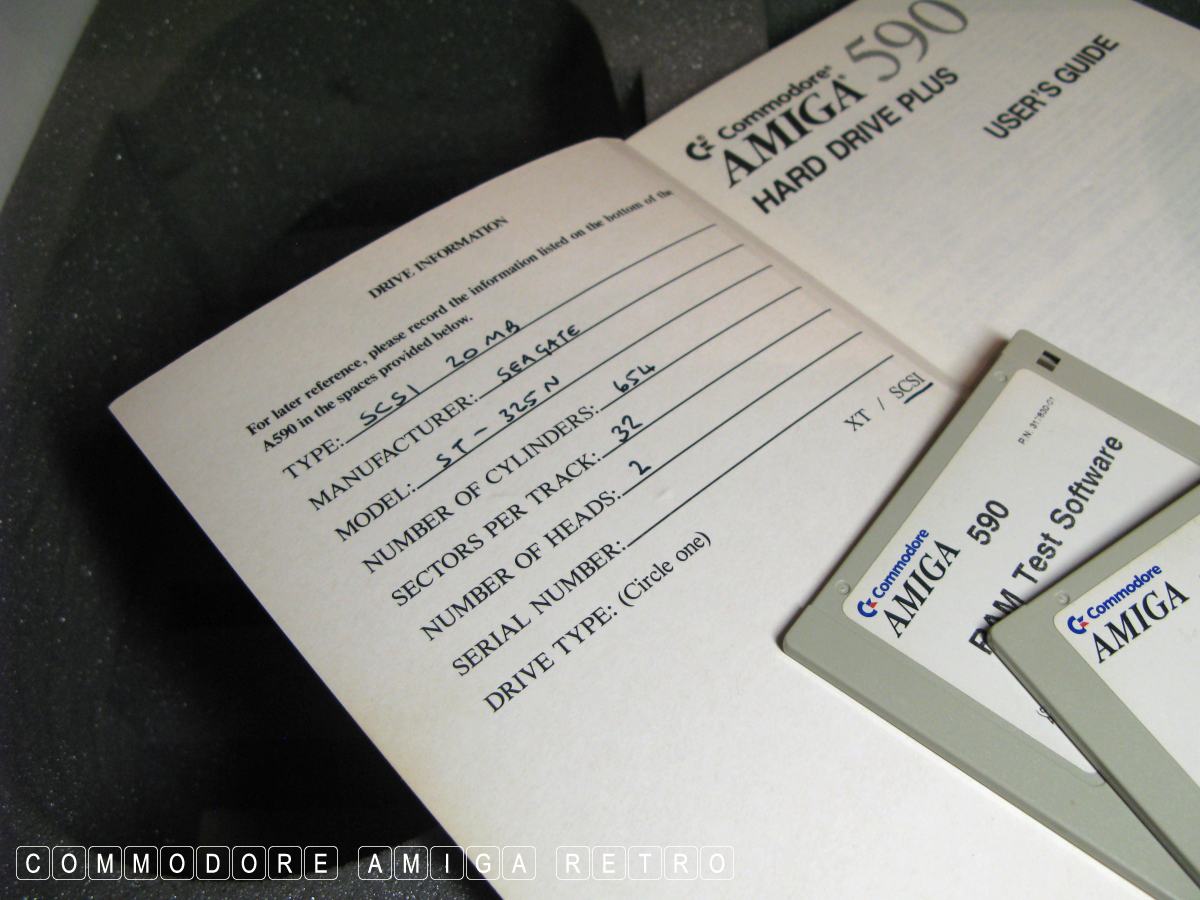 DRIVE INFORMATION
For later reference, please record the information listed on the bottom of the
A590 in the spaces provided below.
TYPE: SCSI 20 MB
MANUFACTURER: SEAGATE
MODEL: ST - 325 N
NUMBER OF CYLINDERS: 654
SECTORS PER TRACK: 32
NUMBER OF HEADS: 2
SERIAL NUMBER:
DRIVE TYPE: (Circle one) XT / SCSI
Commodore®
AMIGA® 590
HARD DRIVE PLUS
USER'S GUIDE
P/N: 311630-01
Commodore
AMIGA 590
RAM Test Software
Commodore
AMIGA
COMMODORE AMIGA RETRO